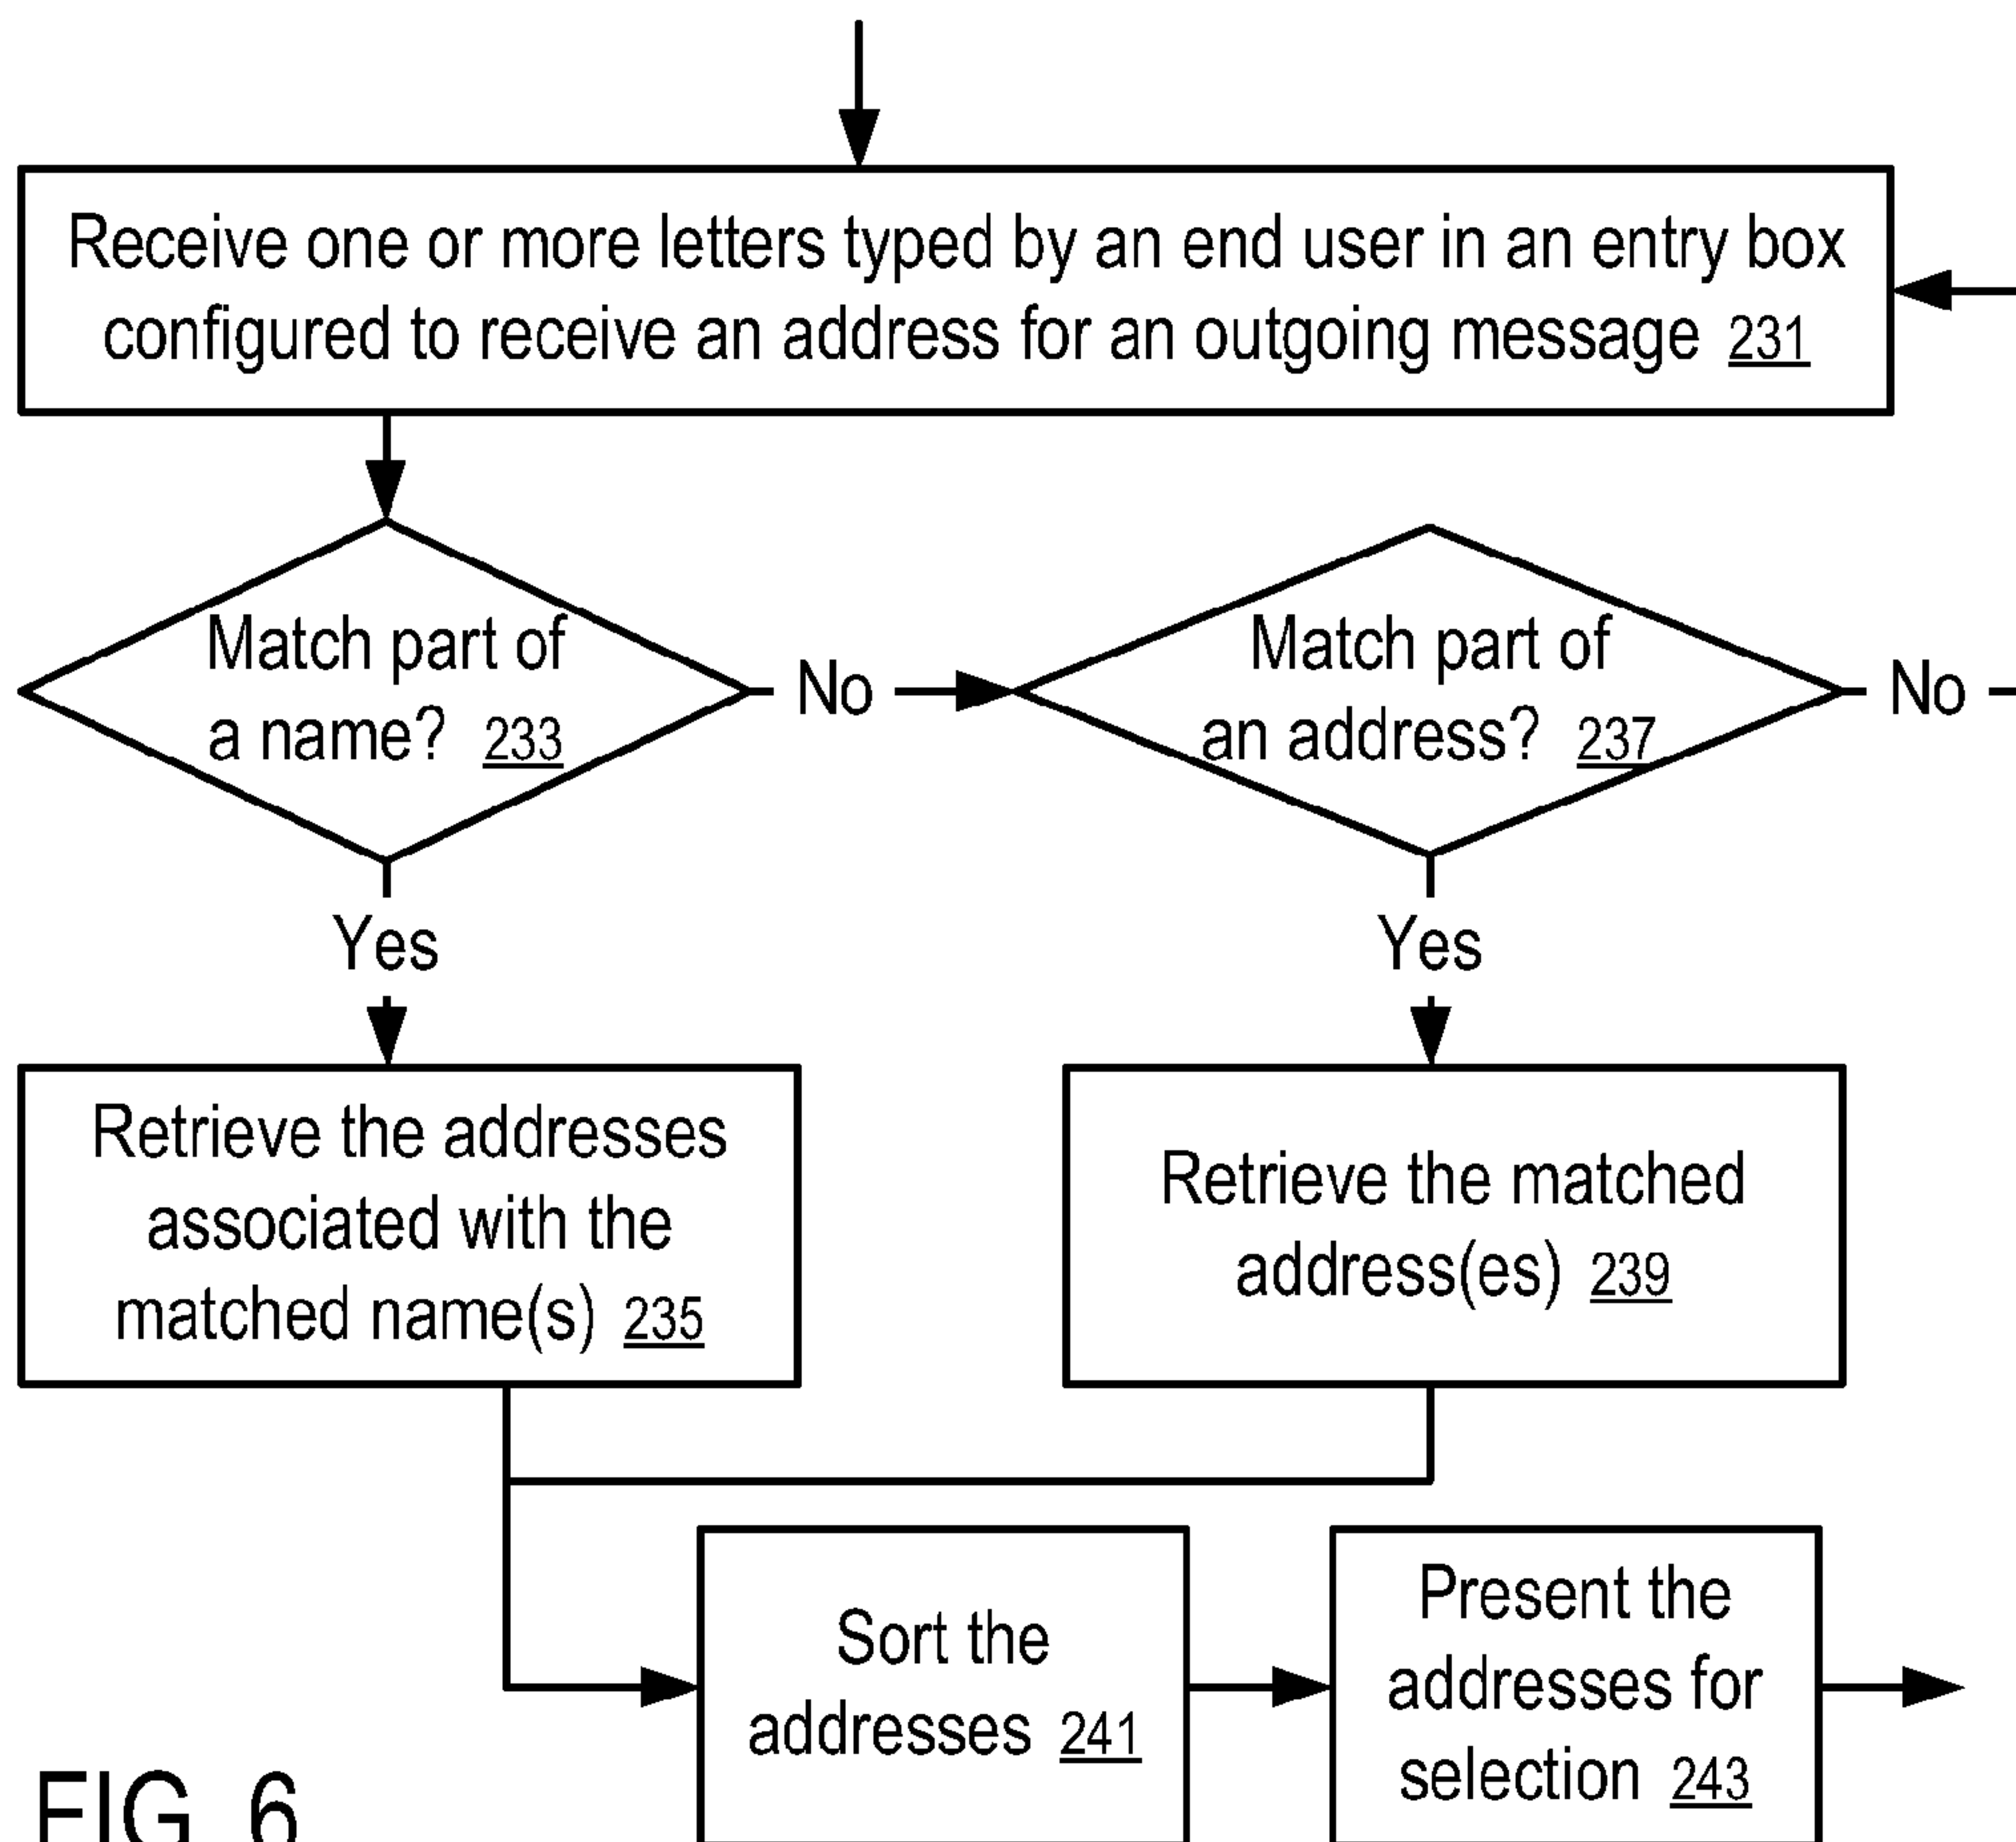 Receive one or more letters typed by an end user in an entry box
configured to receive an address for an outgoing message 231
Match part of
a name? 233
No
Match part of
an address? 237
No
Yes
Yes
Retrieve the addresses
associated with the
matched name(s) 235
Retrieve the matched
address(es) 239
Sort the
addresses 241
Present the
addresses for
selection 243
FIG. 6